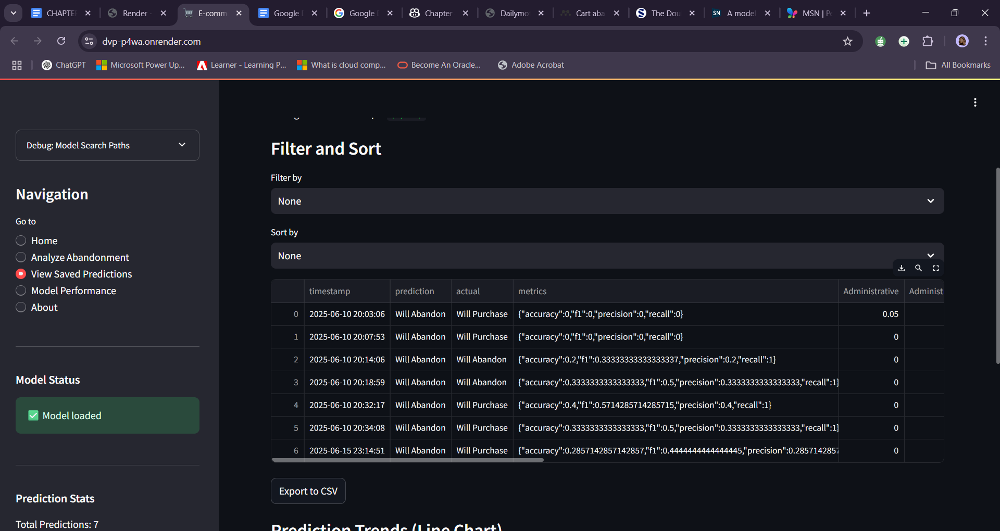 CHAPTE
Render -
E-comm
Google
Google
Chapter
Dailymo
Cart aba
The Dou
A model
MSN | Pe
dvp-p4wa.onrender.com
ChatGPT
Microsoft Power Up...
Learner - Learning P...
What is cloud comp...
Become An Oracle...
Adobe Acrobat
All Bookmarks
Debug: Model Search Paths
Navigation
Go to
Home
Analyze Abandonment
View Saved Predictions
Model Performance
About
Model Status
✅ Model loaded
Prediction Stats
Total Predictions: 7
Filter and Sort
Filter by
None
Sort by
None
timestamp prediction actual metrics Administrative Administ
0 2025-06-10 20:03:06 Will Abandon Will Purchase {"accuracy":0,"f1":0,"precision":0,"recall":0} 0.05
1 2025-06-10 20:07:53 Will Abandon Will Purchase {"accuracy":0,"f1":0,"precision":0,"recall":0} 0
2 2025-06-10 20:14:06 Will Abandon Will Abandon {"accuracy":0.2,"f1":0.33333333333333337,"precision":0.2,"recall":1} 0
3 2025-06-10 20:18:59 Will Abandon Will Abandon {"accuracy":0.3333333333333333,"f1":0.5,"precision":0.3333333333333333,"recall":1} 0
4 2025-06-10 20:32:17 Will Abandon Will Purchase {"accuracy":0.4,"f1":0.5714285714285715,"precision":0.4,"recall":1} 0
5 2025-06-10 20:34:08 Will Abandon Will Purchase {"accuracy":0.3333333333333333,"f1":0.5,"precision":0.3333333333333333,"recall":1} 0
6 2025-06-15 23:14:51 Will Abandon Will Purchase {"accuracy":0.2857142857142857,"f1":0.4444444444444445,"precision":0.2857142857 0
Export to CSV
Prediction Trends (Line Chart)